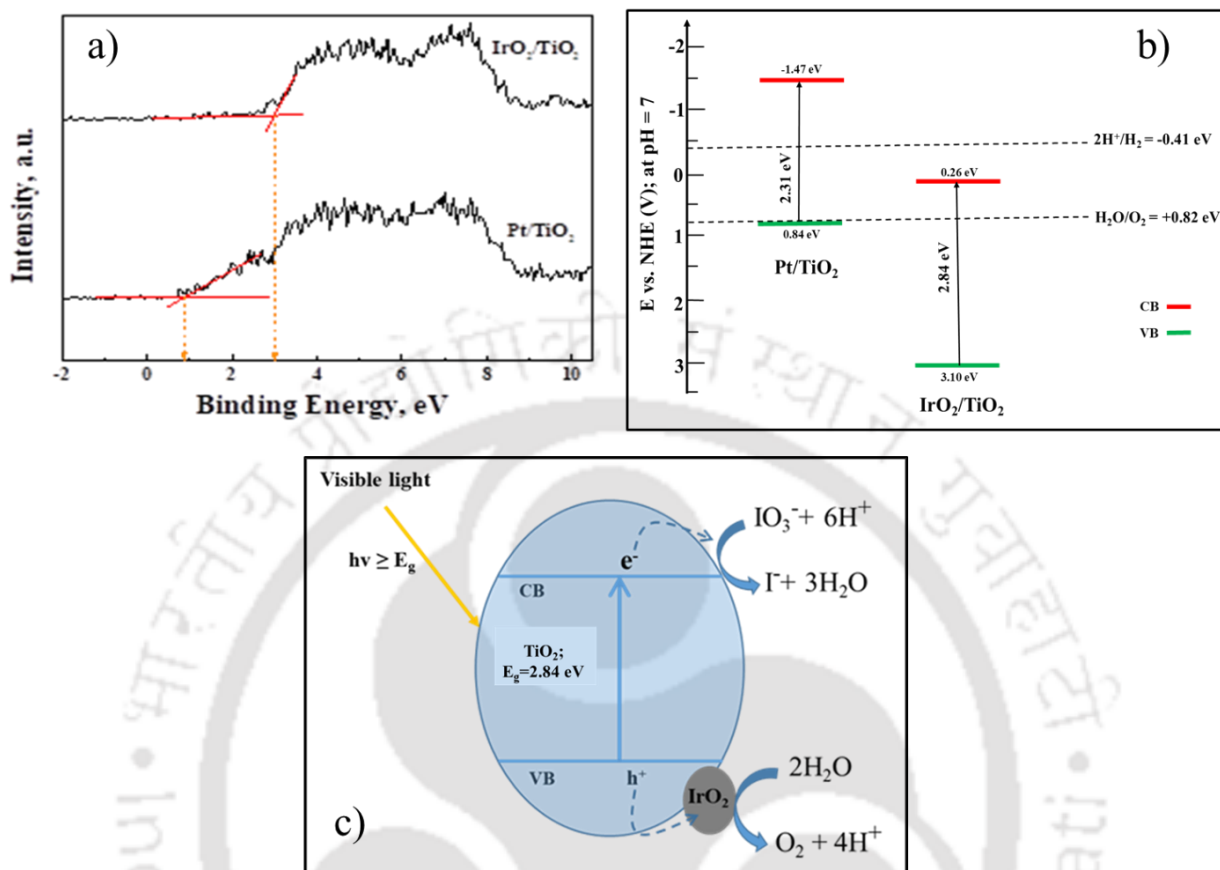 a)
IrO₂/TiO₂
Pt/TiO₂
Intensity, a.u.
-2 0 2 4 6 8 10
Binding Energy, eV
b)
E vs. NHE (V); at pH = 7
-2
-1
0
1
2
3
-1.47 eV
2.31 eV
0.84 eV
Pt/TiO₂
2H⁺/H₂ = -0.41 eV
0.26 eV
H₂O/O₂ = +0.82 eV
2.84 eV
3.10 eV
IrO₂/TiO₂
CB
VB
Visible light
hν ≥ E_g
e⁻
CB
TiO₂;
E_g=2.84 eV
VB
h⁺
IrO₂
IO₃⁻+ 6H⁺
I⁻+ 3H₂O
2H₂O
O₂ + 4H⁺
c)
भारतीय प्रौद्योगिकी संस्थान गुवाहाटी